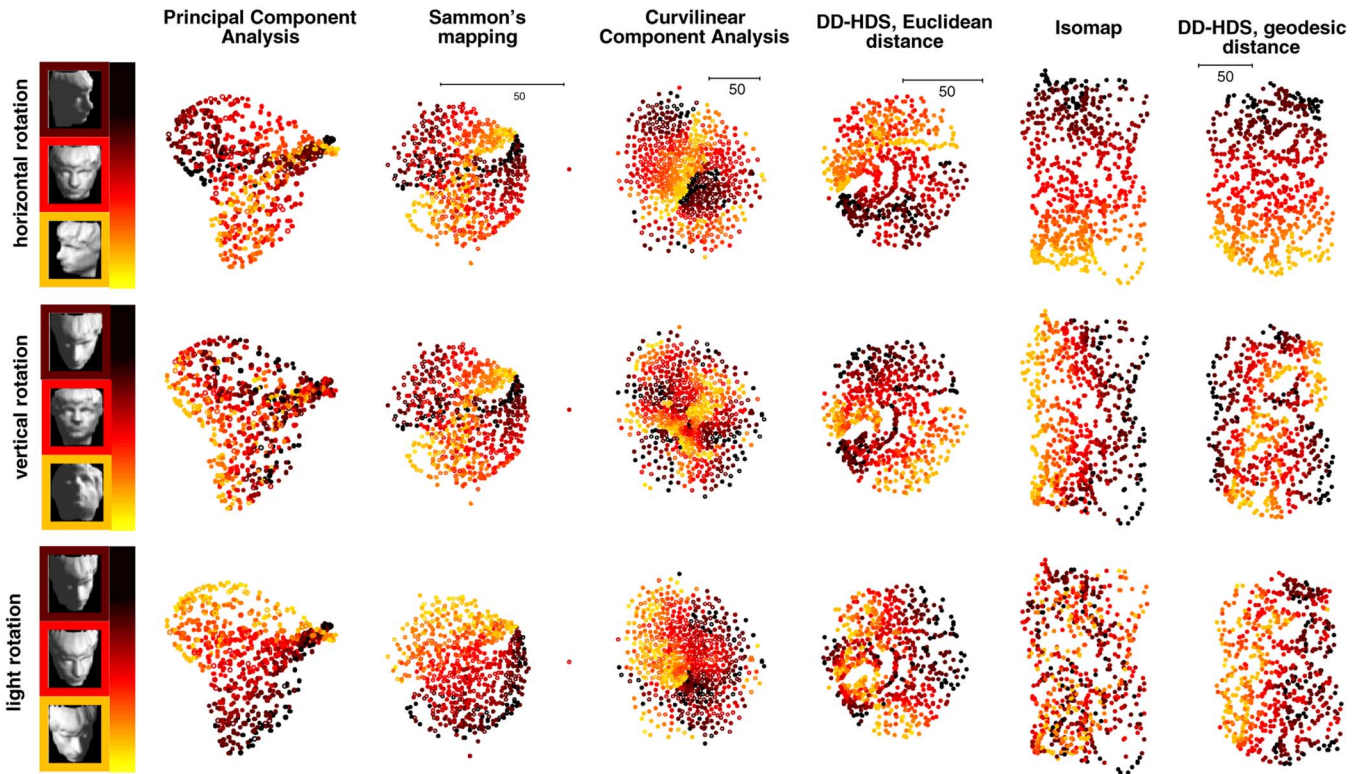 Principal Component
Analysis
Sammon's
mapping
Curvilinear
Component Analysis
DD-HDS, Euclidean
distance
Isomap
DD-HDS, geodesic
distance
50
50
50
50
horizontal rotation
vertical rotation
light rotation